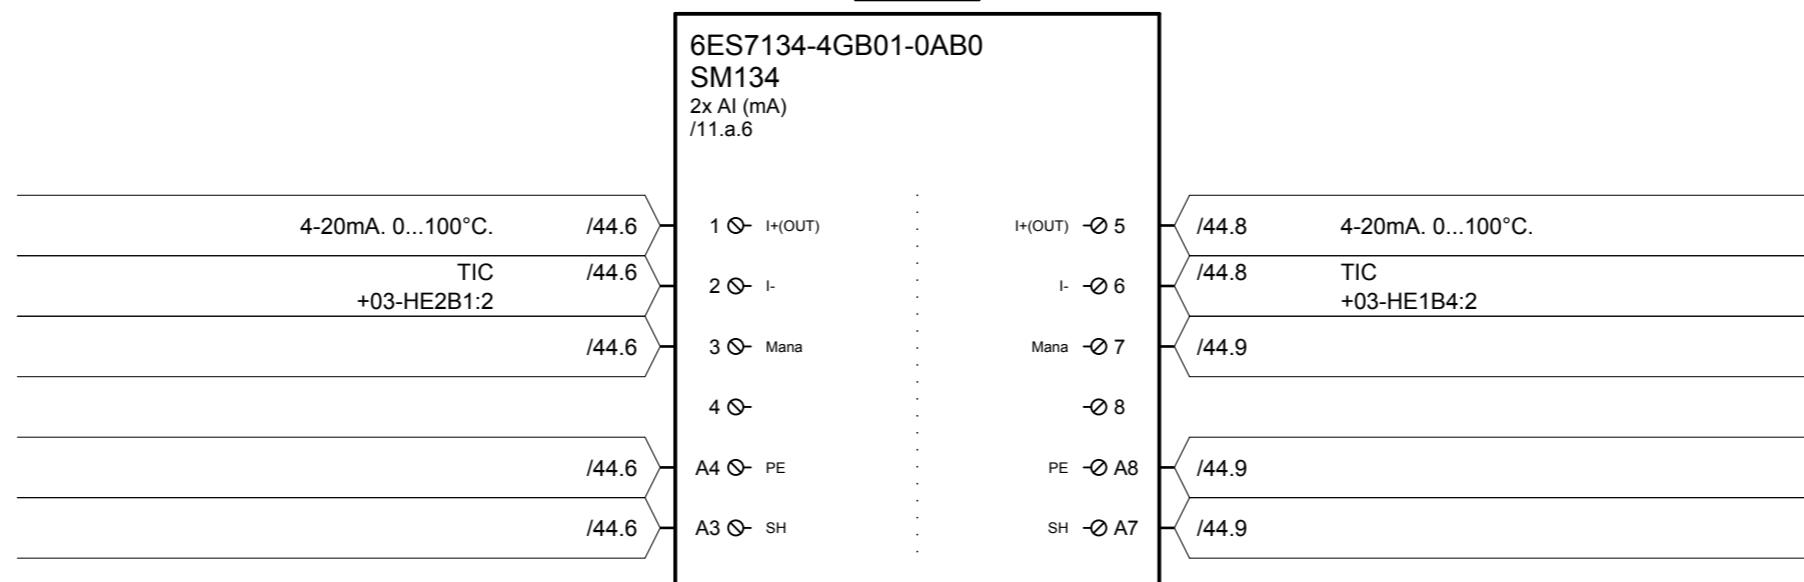 6ES7134-4GB01-0AB0
SM134
2x AI (mA)
/11.a.6
4-20mA. 0...100°C. /44.6 1 I+(OUT) I+(OUT) 5 /44.8 4-20mA. 0...100°C.
TIC /44.6 2 I- I- 6 /44.8 TIC
+03-HE2B1:2 +03-HE1B4:2
/44.6 3 Mana Mana 7 /44.9
4 8
/44.6 A4 PE PE A8 /44.9
/44.6 A3 SH SH A7 /44.9